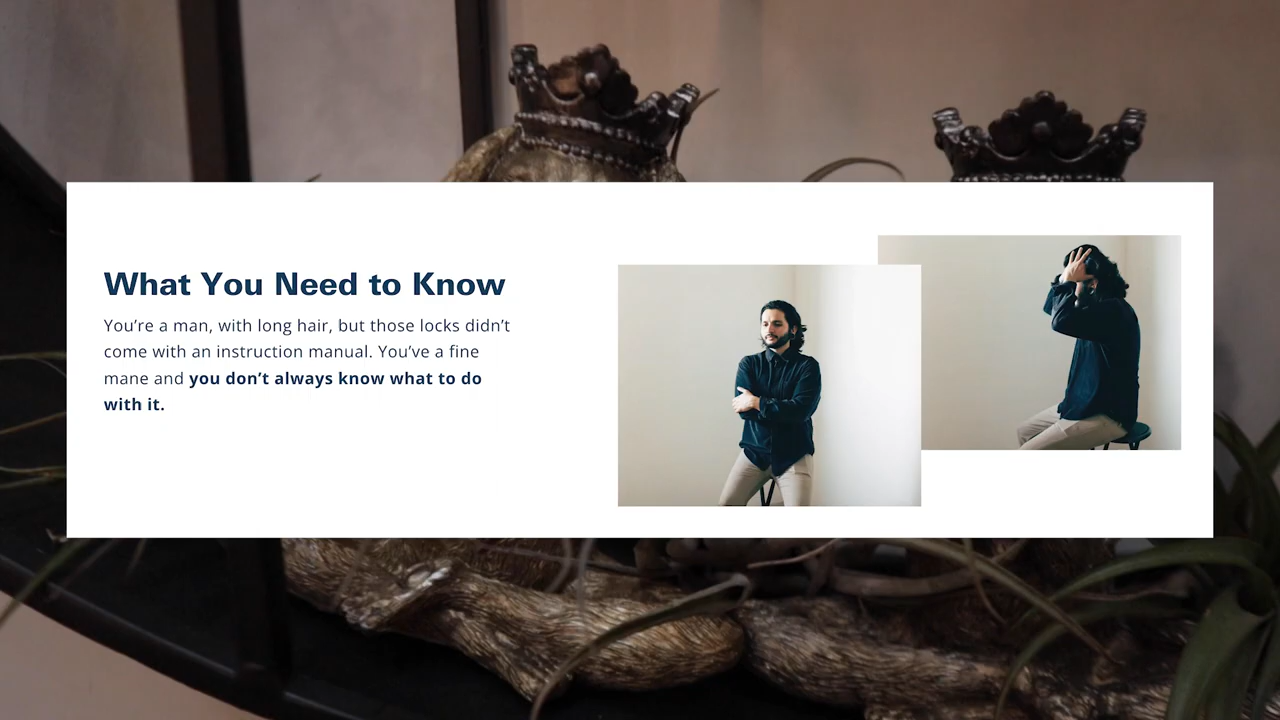 What You Need to Know
You’re a man, with long hair, but those locks didn’t
come with an instruction manual. You’ve a fine
mane and you don’t always know what to do
with it.